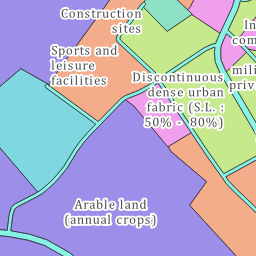 Construction
sites
In
com
Sports and
leisure
facilities
mili
priv
Discontinuous
dense urban
fabric (S.L. :
50% - 80%)
Arable land
(annual crops)